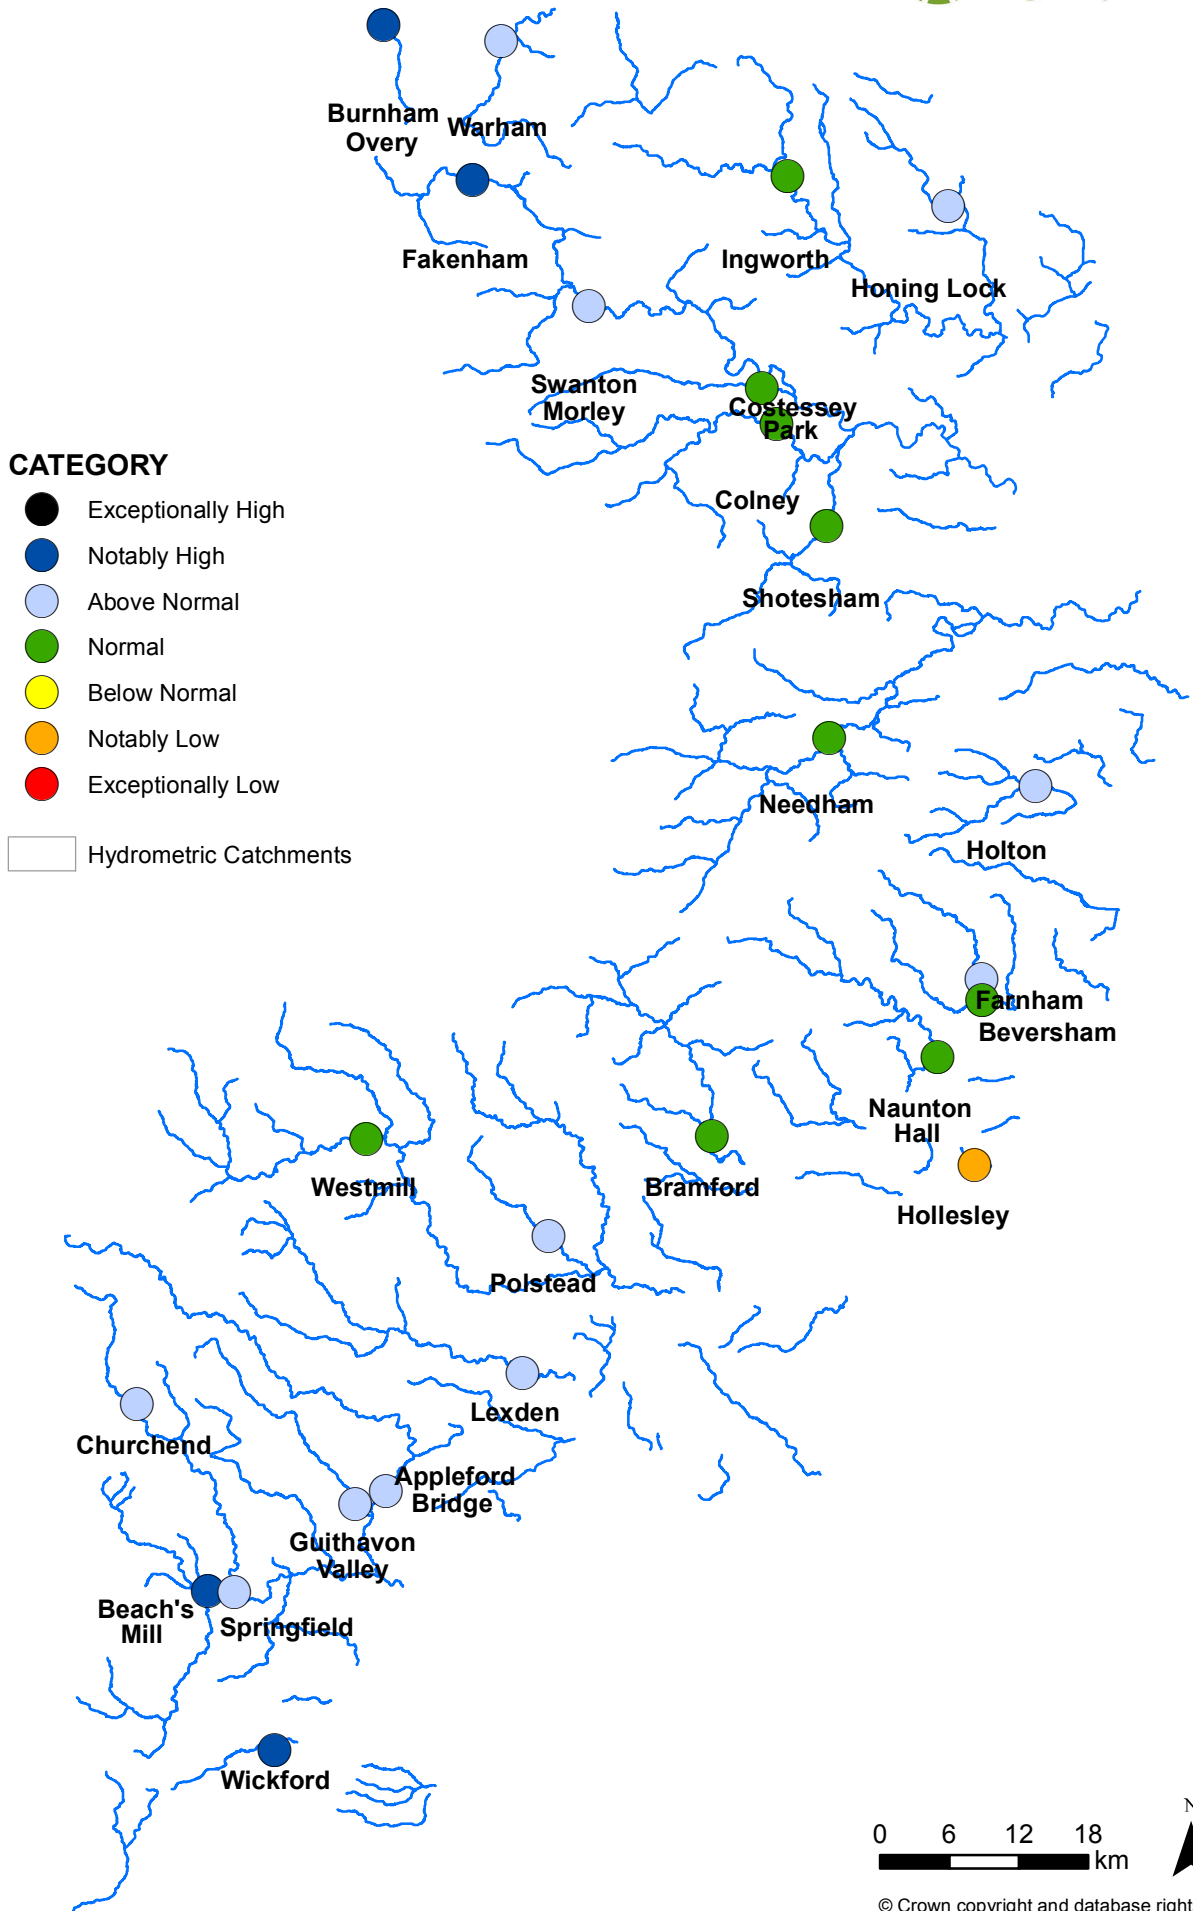 Burnham
Overy
Warham
Fakenham
Ingworth
Honing Lock
Swanton
Morley
Costessey
Park
CATEGORY
Exceptionally High
Notably High
Above Normal
Normal
Below Normal
Notably Low
Exceptionally Low
Hydrometric Catchments
Colney
Shotesham
Needham
Holton
Farnham
Beversham
Naunton
Hall
Westmill
Bramford
Hollesley
Polstead
Lexden
Churchend
Appleford
Bridge
Guithavon
Valley
Beach's
Mill
Springfield
Wickford
0 6 12 18
km
N
© Crown copyright and database right